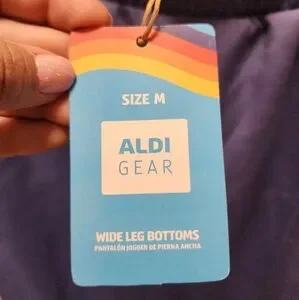 SIZE M
ALDI
GEAR
WIDE LEG BOTTOMS
PANTALÓN JOGGER DE PIERNA ANCHA